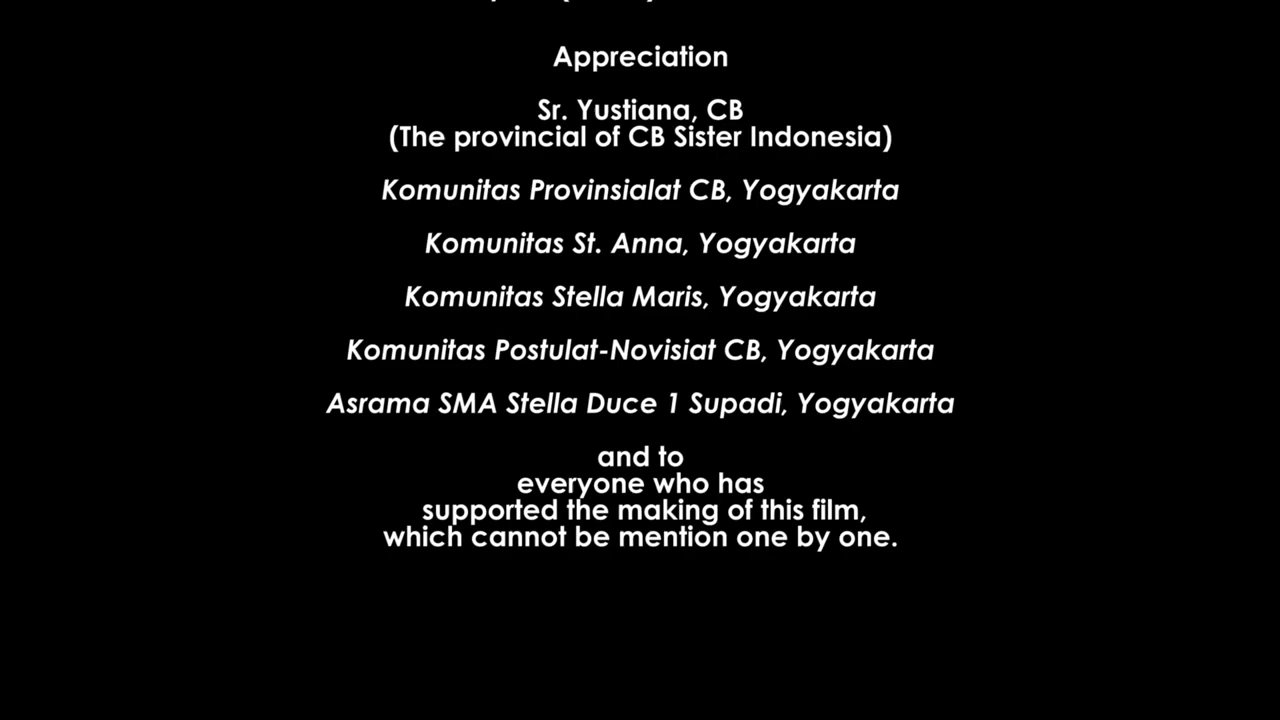 Appreciation
Sr. Yustiana, CB
(The provincial of CB Sister Indonesia)
Komunitas Provinsialat CB, Yogyakarta
Komunitas St. Anna, Yogyakarta
Komunitas Stella Maris, Yogyakarta
Komunitas Postulat-Novisiat CB, Yogyakarta
Asrama SMA Stella Duce 1 Supadi, Yogyakarta
and to
everyone who has
supported the making of this film,
which cannot be mention one by one.